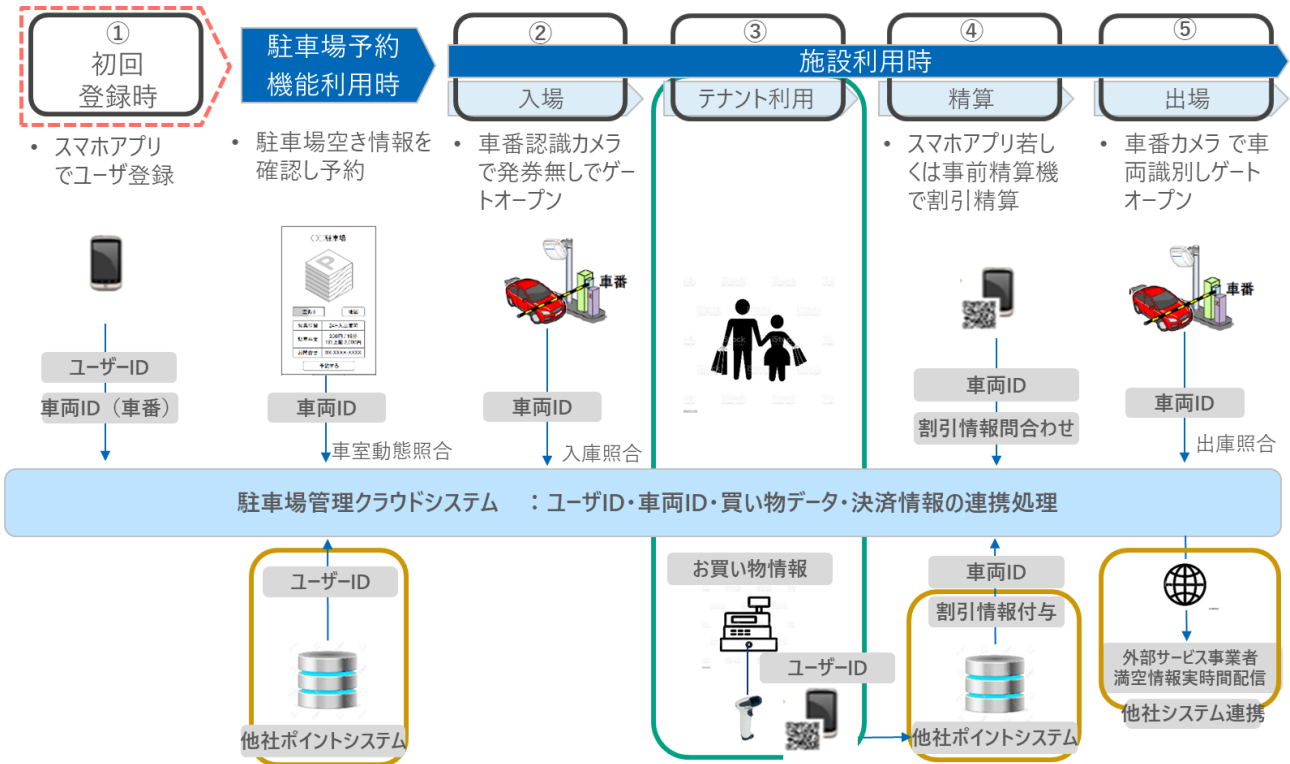 ①
初回
登録時
駐車場予約
機能利用時
施設利用時
②
入場
③
テナント利用
④
精算
⑤
出場
• スマホアプリ
でユーザ登録
• 駐車場空き情報を
確認し予約
• 車番認識カメラ
で発券無しでゲー
トオープン
• スマホアプリ若し
くは事前精算機
で割引精算
• 車番カメラ で車
両識別しゲート
オープン
〇〇駐車場
P
お問合せ XX-XXXX-XXXX
予約する
車番
車番
ユーザーID
車両ID（車番）
車両ID
車室動態照合
車両ID
入庫照合
車両ID
割引情報問合わせ
車両ID
出庫照合
駐車場管理クラウドシステム ：ユーザID・車両ID・買い物データ・決済情報の連携処理
ユーザーID
他社ポイントシステム
お買い物情報
ユーザーID
車両ID
割引情報付与
他社ポイントシステム
外部サービス事業者
満空情報実時間配信
他社システム連携